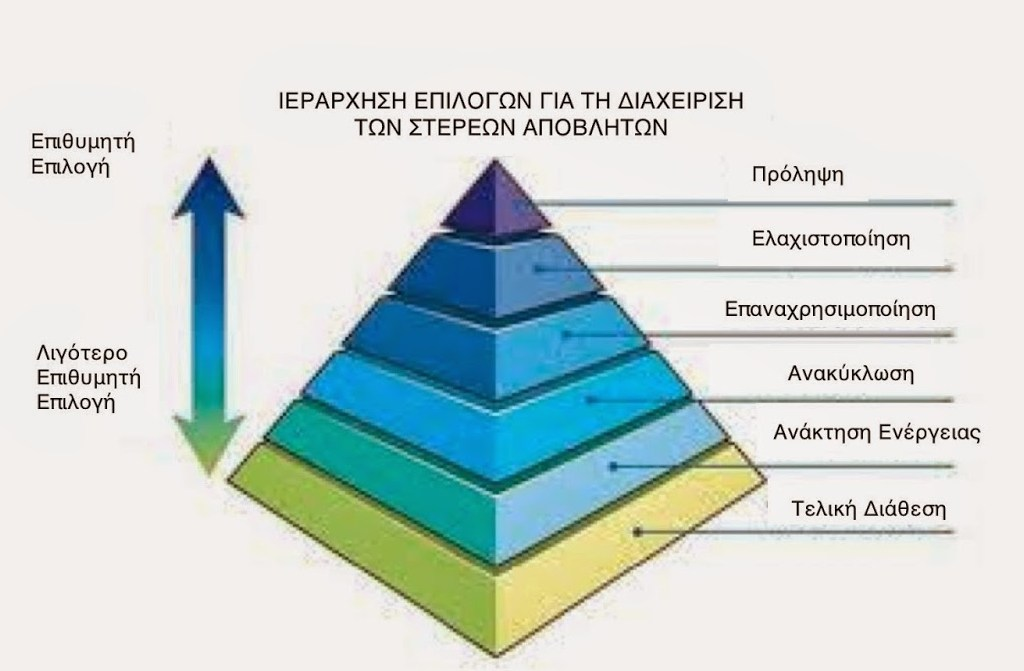 ΙΕΡΑΡΧΗΣΗ ΕΠΙΛΟΓΩΝ ΓΙΑ ΤΗ ΔΙΑΧΕΙΡΙΣΗ
ΤΩΝ ΣΤΕΡΕΩΝ ΑΠΟΒΛΗΤΩΝ
Επιθυμητή
Επιλογή
Λιγότερο
Επιθυμητή
Επιλογή
Πρόληψη
Ελαχιστοποίηση
Επαναχρησιμοποίηση
Ανακύκλωση
Ανάκτηση Ενέργειας
Τελική Διάθεση